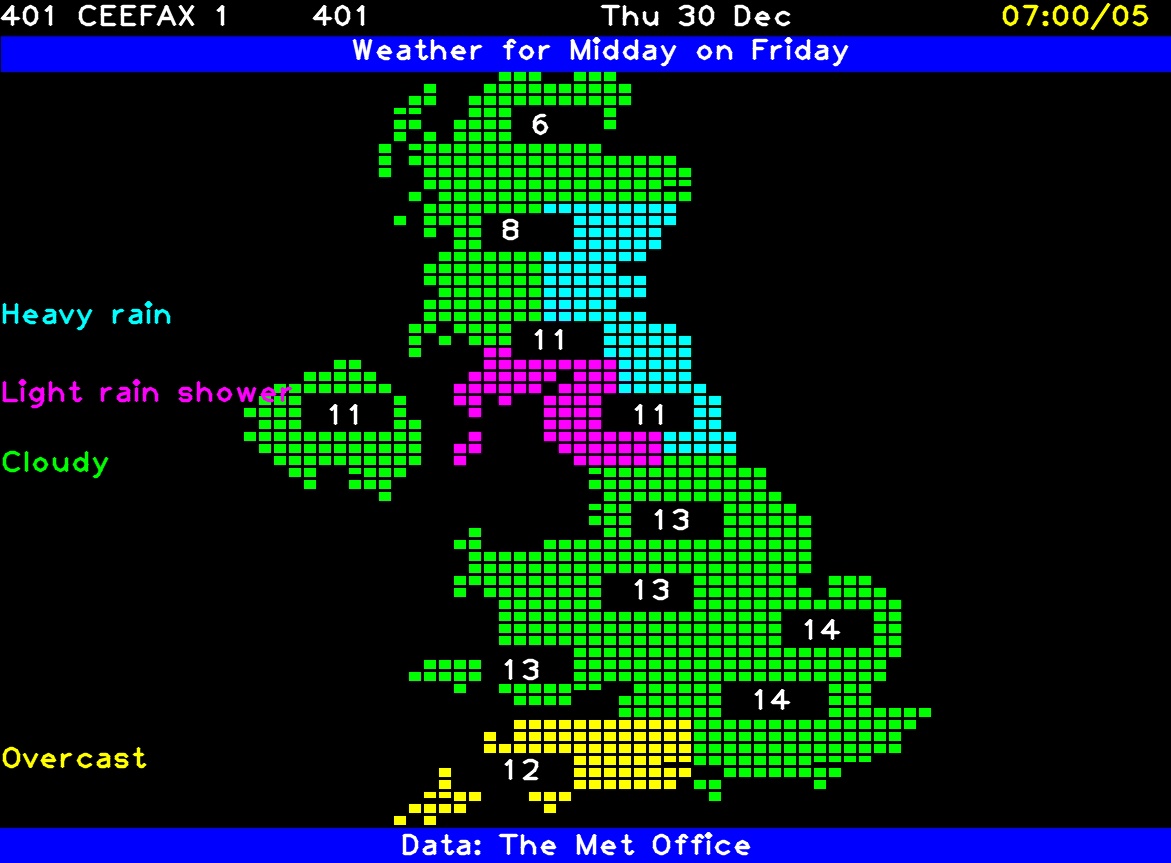 401 CEEFAX 1 401 Thu 30 Dec 07:00/05
Weather for Midday on Friday
6
8
Heavy rain
11
Light rain shower
11 11
Cloudy
13
13
14
13
14
Overcast
12
Data: The Met Office